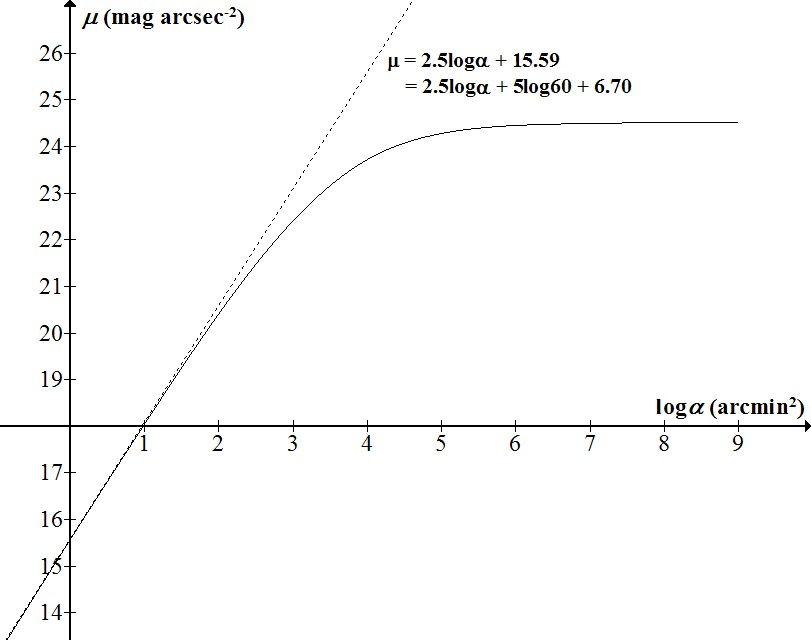 μ (mag arcsec⁻²)
26
μ = 2.5logα + 15.59
= 2.5logα + 5log60 + 6.70
25
24
23
22
21
20
19
logα (arcmin²)
1 2 3 4 5 6 7 8 9
17
16
15
14